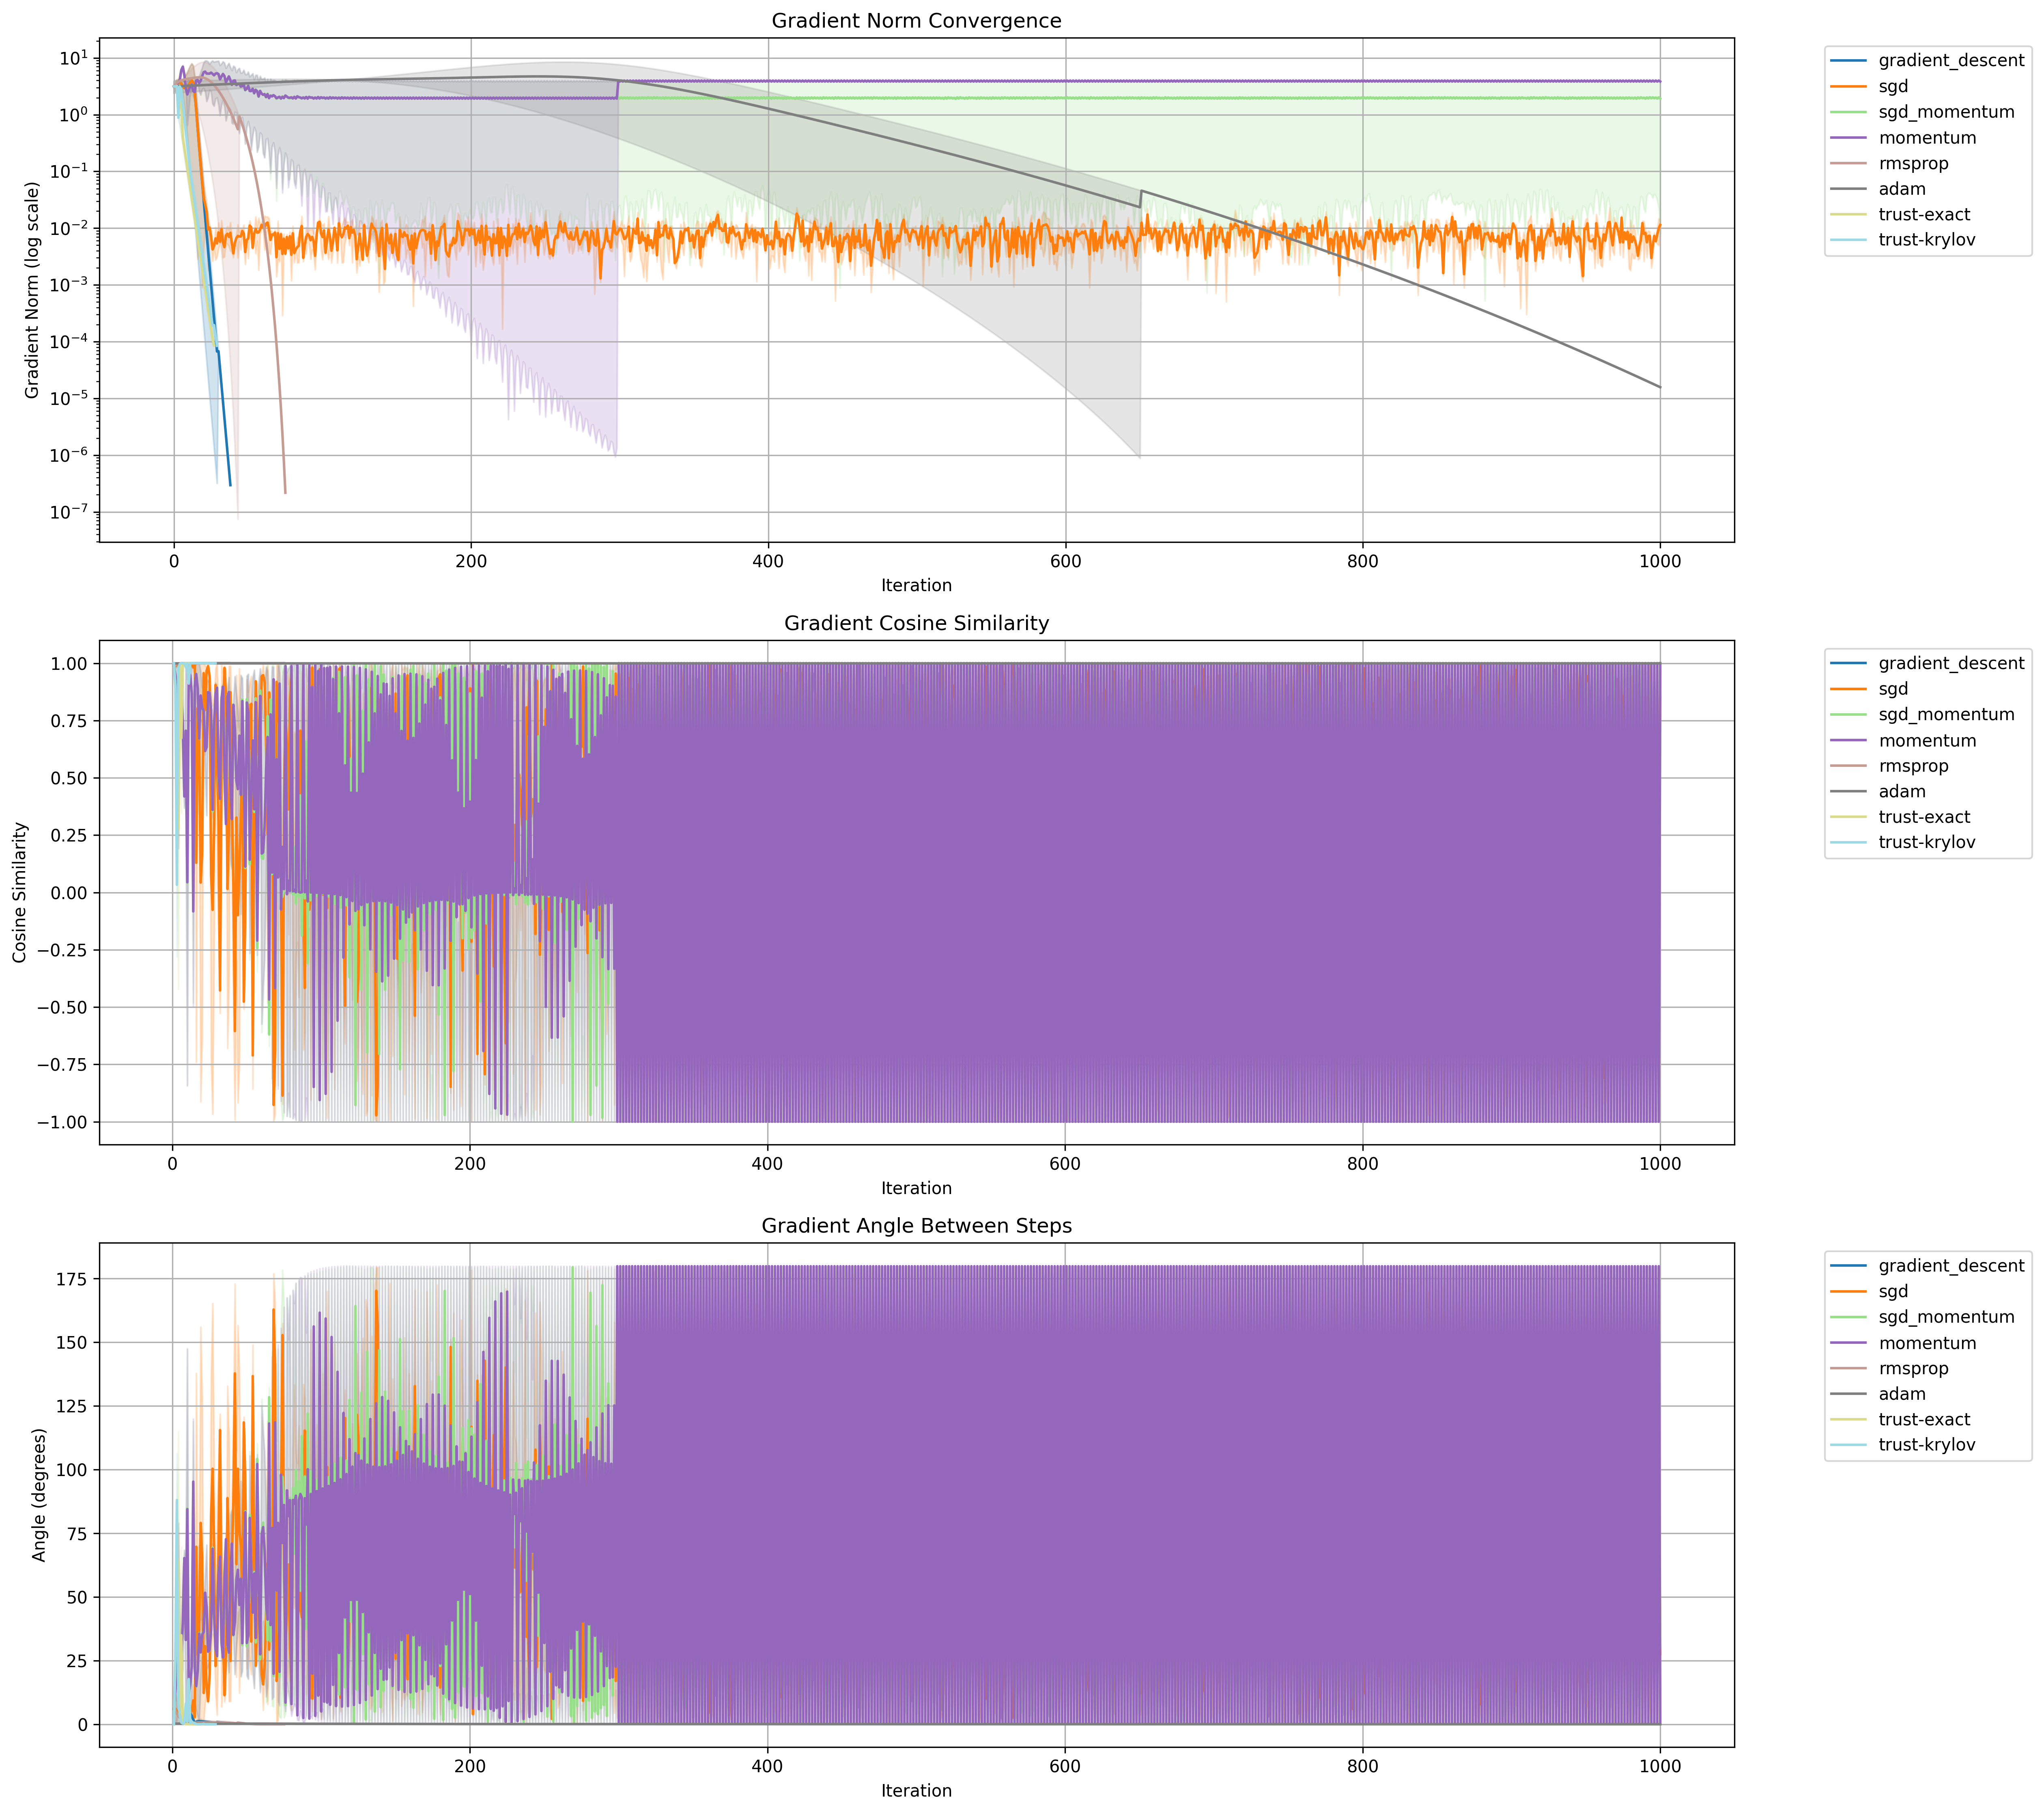 Gradient Norm Convergence
Gradient Norm (log scale)
10¹
10⁰
10⁻¹
10⁻²
10⁻³
10⁻⁴
10⁻⁵
10⁻⁶
10⁻⁷
0 200 400 600 800 1000
Iteration
gradient_descent
sgd
sgd_momentum
momentum
rmsprop
adam
trust-exact
trust-krylov
Gradient Cosine Similarity
Cosine Similarity
1.00
0.75
0.50
0.25
0.00
−0.25
−0.50
−0.75
−1.00
0 200 400 600 800 1000
Iteration
gradient_descent
sgd
sgd_momentum
momentum
rmsprop
adam
trust-exact
trust-krylov
Gradient Angle Between Steps
Angle (degrees)
175
150
125
100
75
50
25
0
0 200 400 600 800 1000
Iteration
gradient_descent
sgd
sgd_momentum
momentum
rmsprop
adam
trust-exact
trust-krylov